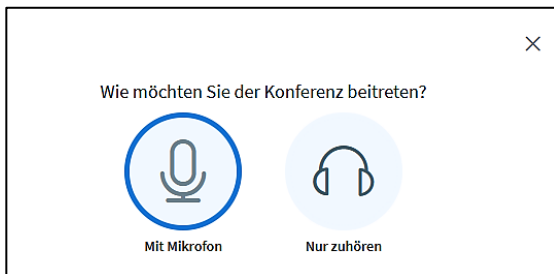 Wie möchten Sie der Konferenz beitreten?
Mit Mikrofon
Nur zuhören